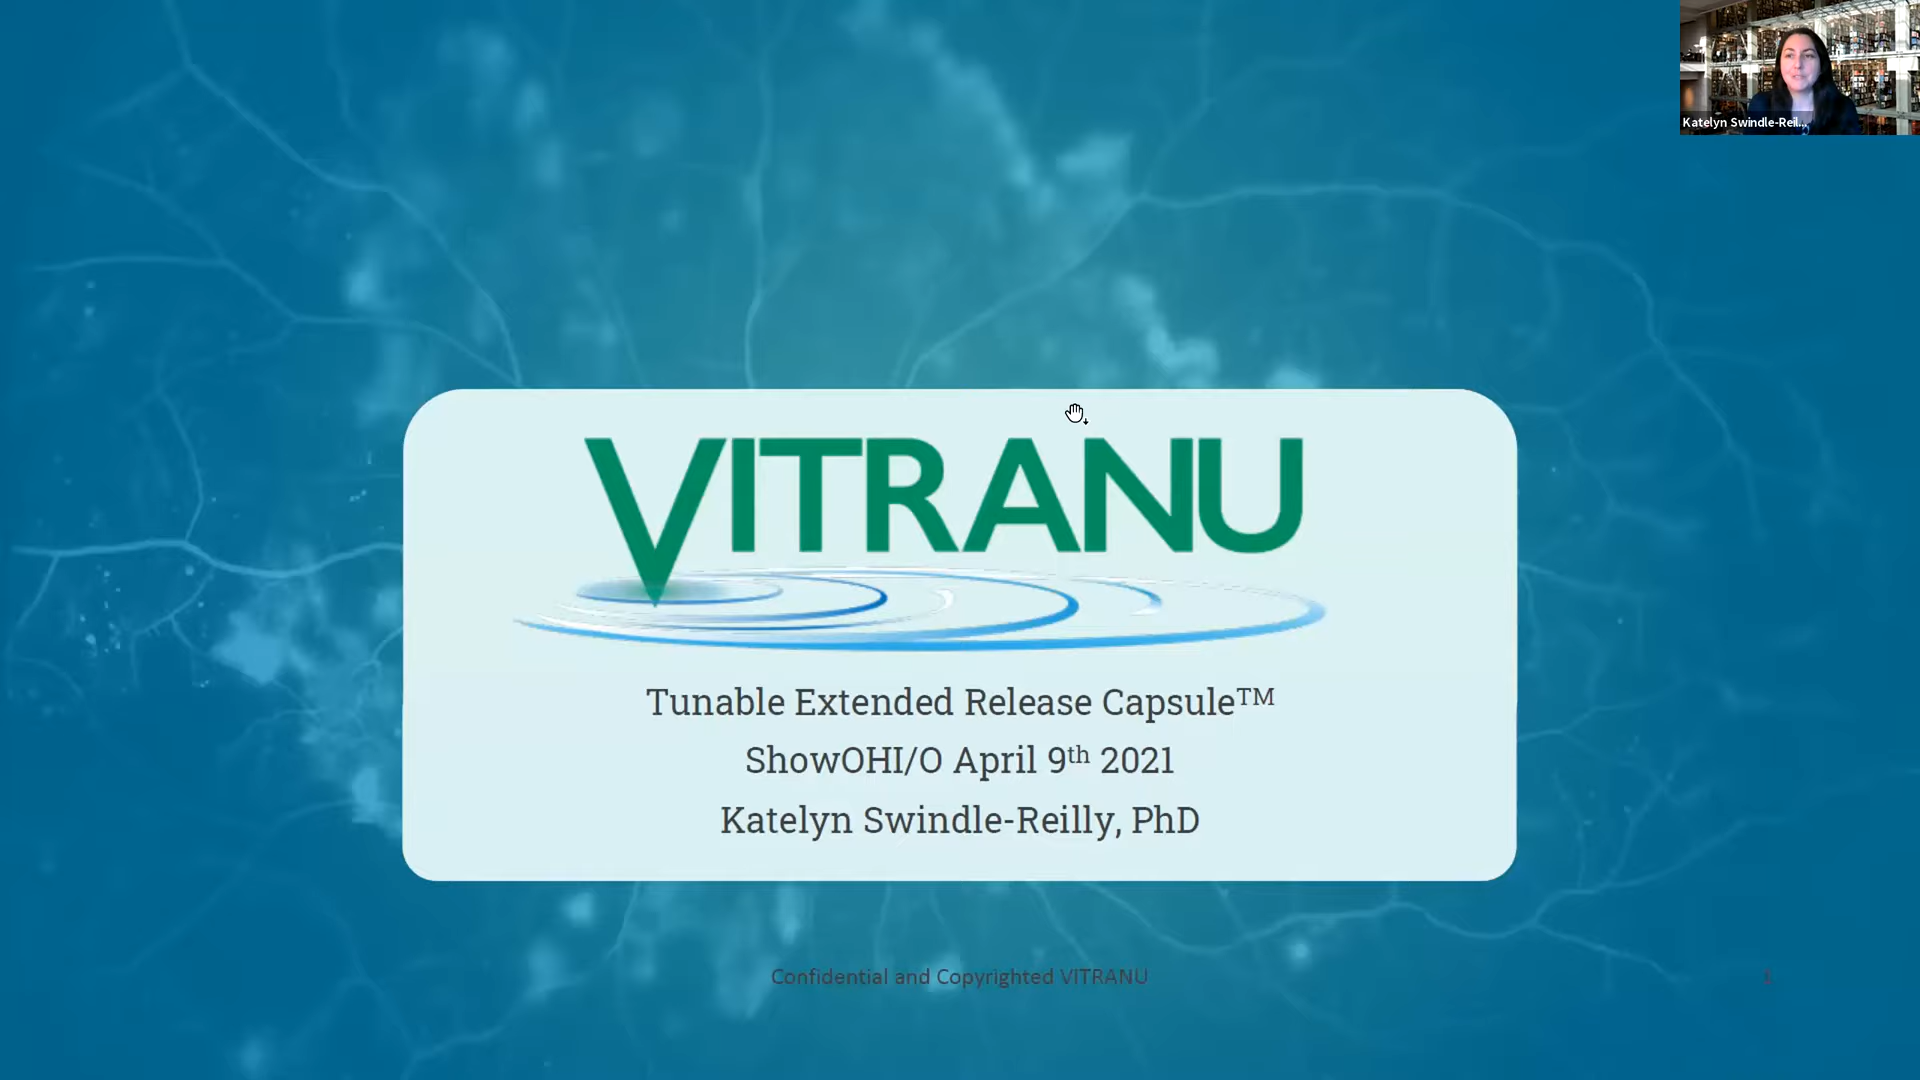 Katelyn Swindle-Reil...
VITRANU
Tunable Extended Release Capsule™
ShowOHI/O April 9th 2021
Katelyn Swindle-Reilly, PhD
Confidential and Copyrighted VITRANU